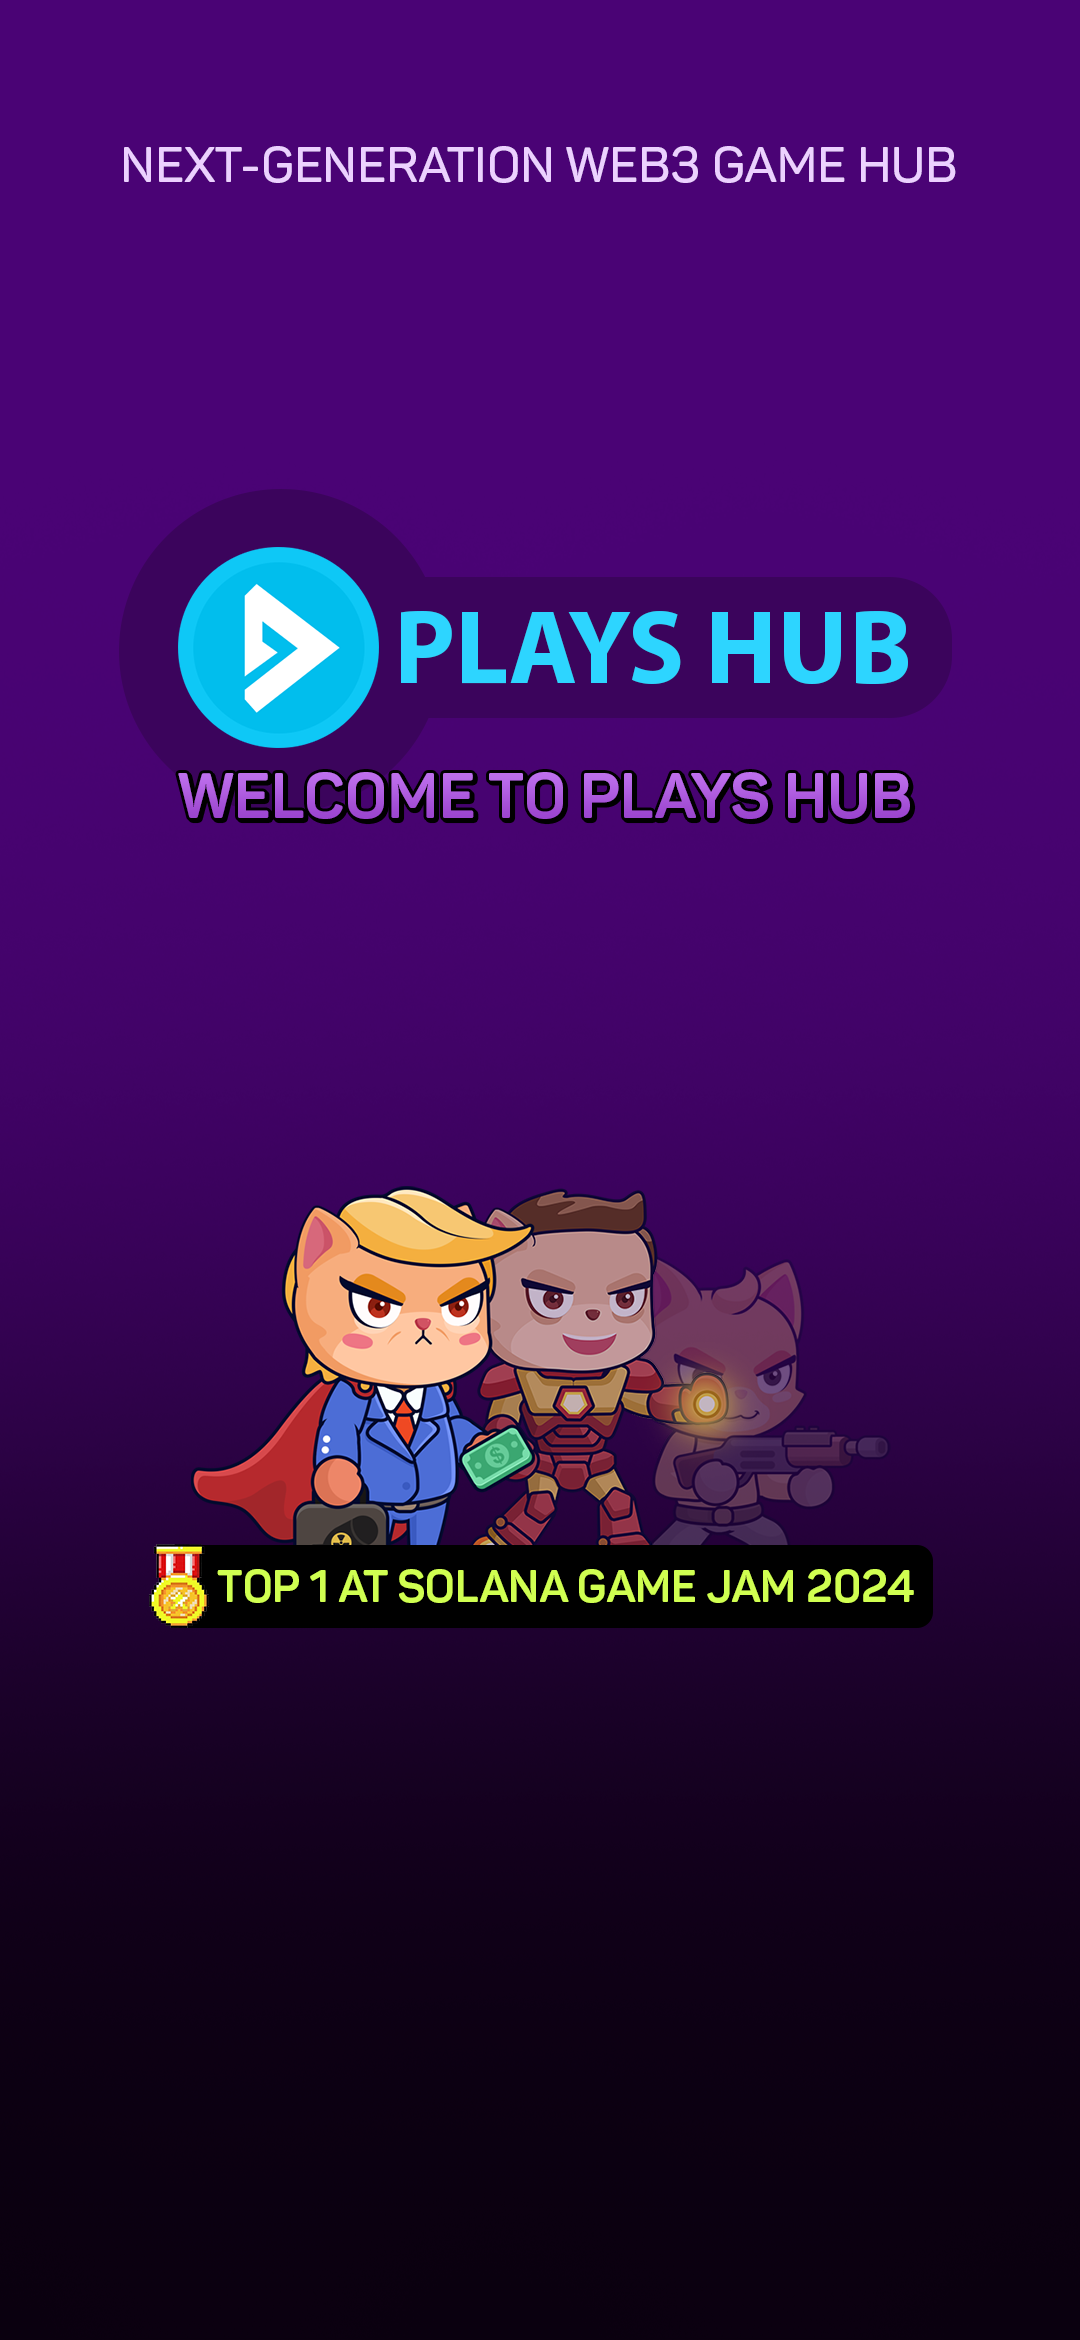 NEXT-GENERATION WEB3 GAME HUB
PLAYS HUB
WELCOME TO PLAYS HUB
$
TOP 1 AT SOLANA GAME JAM 2024